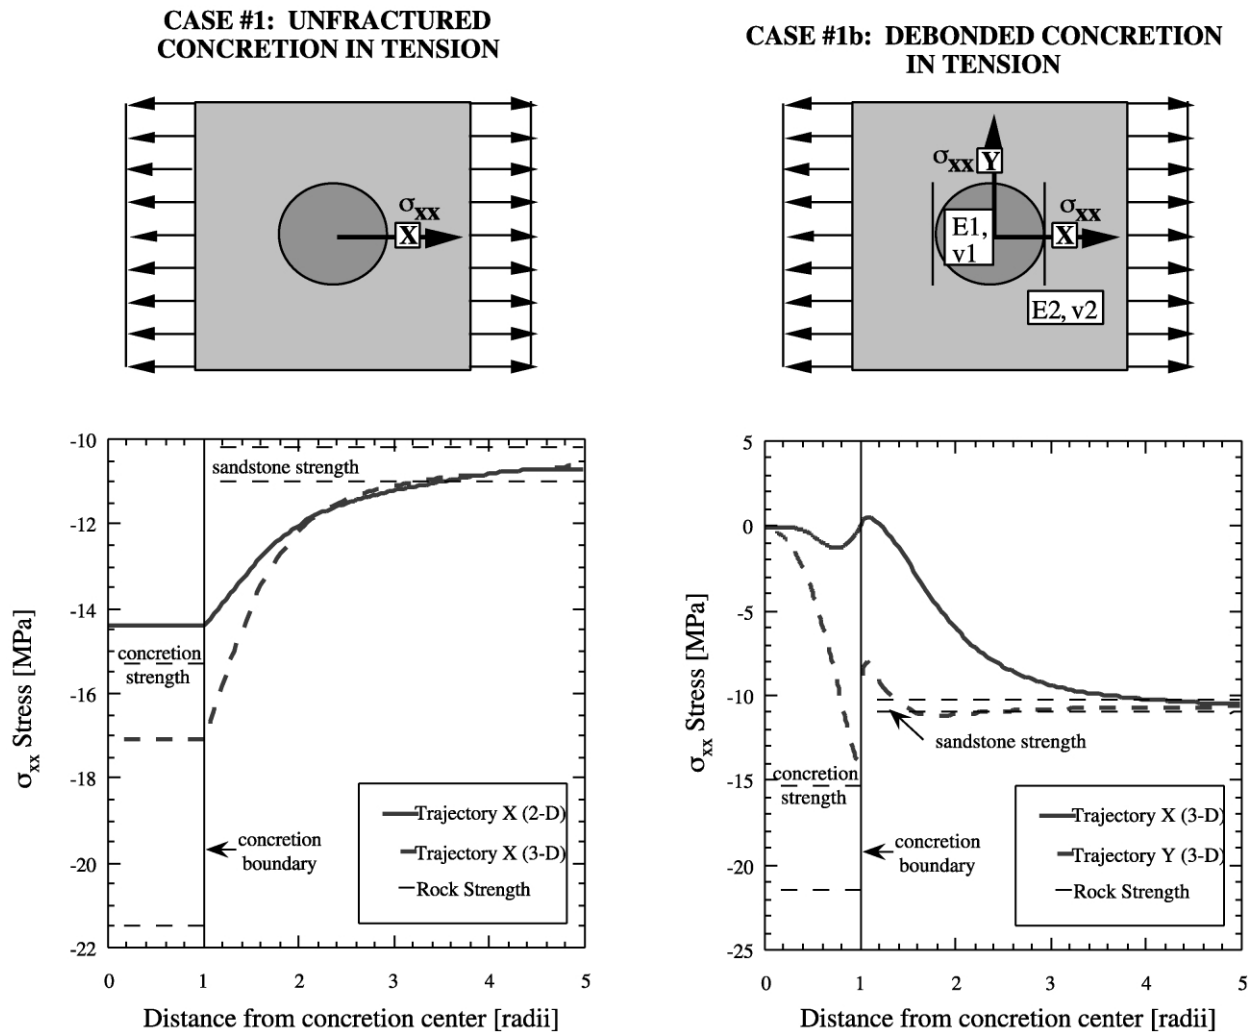 CASE #1: UNFRACTURED
CONCRETION IN TENSION
σxx
X
-10
-12
-14
-16
-18
-20
-22
sandstone strength
concretion
strength
concretion
boundary
Trajectory X (2-D)
Trajectory X (3-D)
Rock Strength
0 1 2 3 4 5
σxx Stress [MPa]
Distance from concretion center [radii]
CASE #1b: DEBONDED CONCRETION
IN TENSION
σxx Y
σxx
X
E1,
v1
E2, v2
5
0
-5
-10
-15
-20
-25
sandstone strength
concretion
strength
concretion
boundary
Trajectory X (3-D)
Trajectory Y (3-D)
Rock Strength
0 1 2 3 4 5
σxx Stress [MPa]
Distance from concretion center [radii]